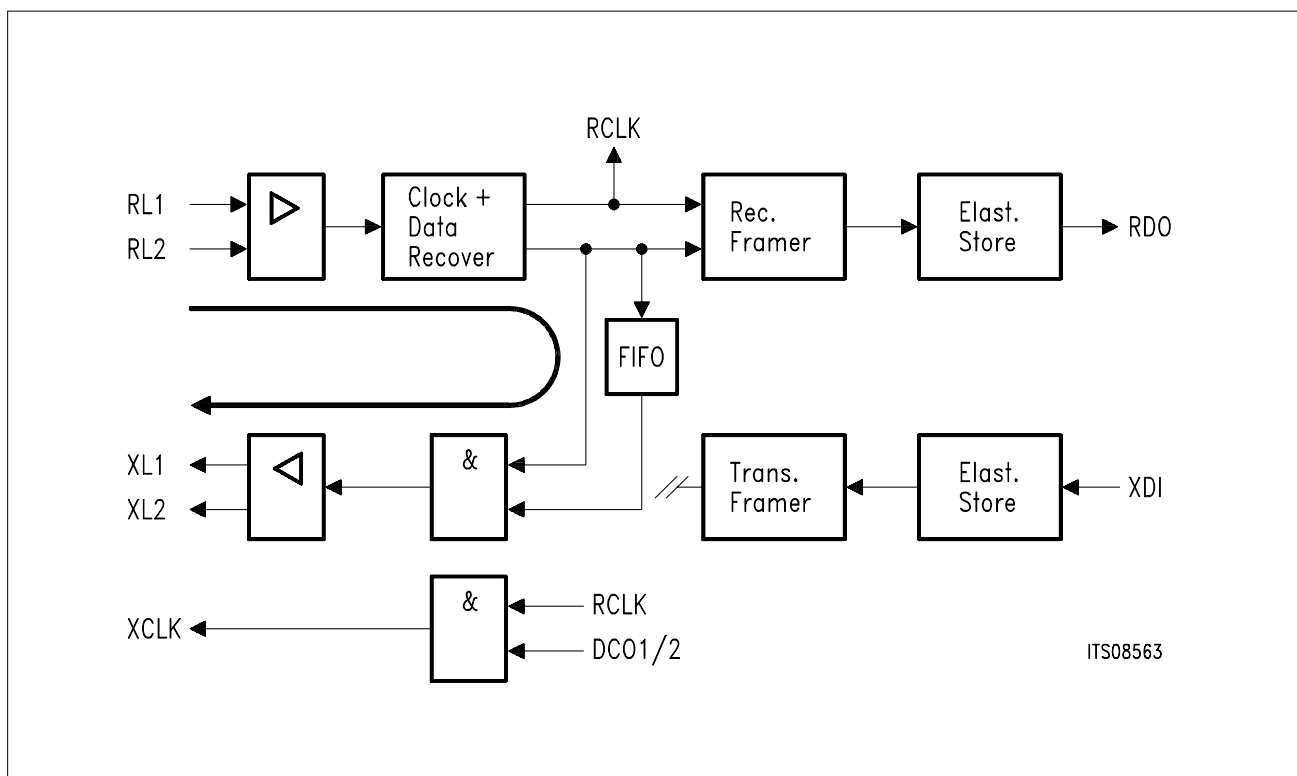 RCLK
RL1
RL2
Clock +
Data
Recover
Rec.
Framer
Elast.
Store
RDO
FIFO
XL1
XL2
&
Trans.
Framer
Elast.
Store
XDI
XCLK
&
RCLK
DCO1/2
ITS08563